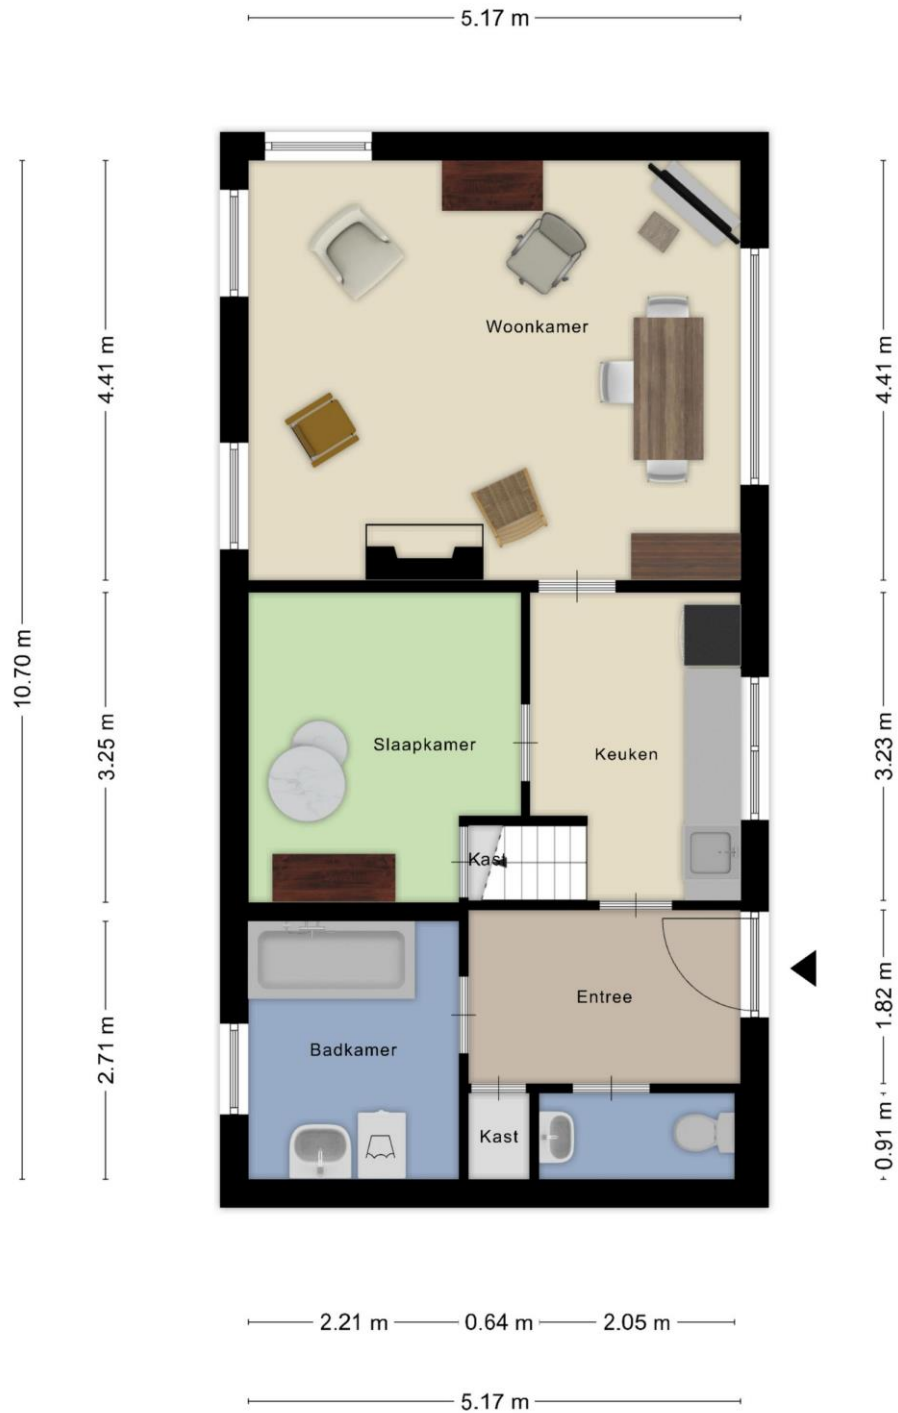 5.17 m
4.41 m
4.41 m
Woonkamer
10.70 m
3.25 m
3.23 m
Slaapkamer
Keuken
Kast
1.82 m
Entree
2.71 m
Badkamer
0.91 m
Kast
2.21 m
0.64 m
2.05 m
5.17 m